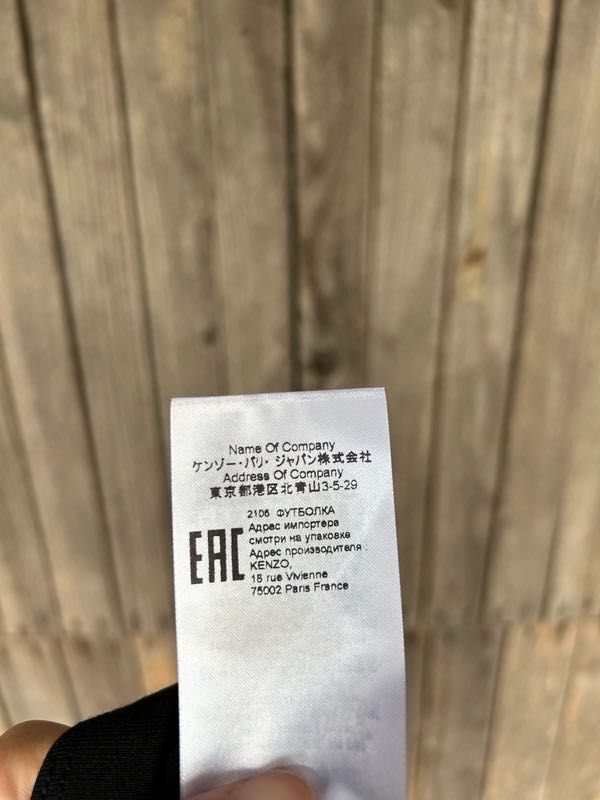 Name Of Company
ケンゾー・パリ・ジャパン株式会社
Address Of Company
東京都港区北青山3-5-29
2106 ФУТБОЛКА
Адрес импортера
смотри на упаковке
Адрес производителя :
KENZO,
18 rue Vivienne
75002 Paris France
EAC